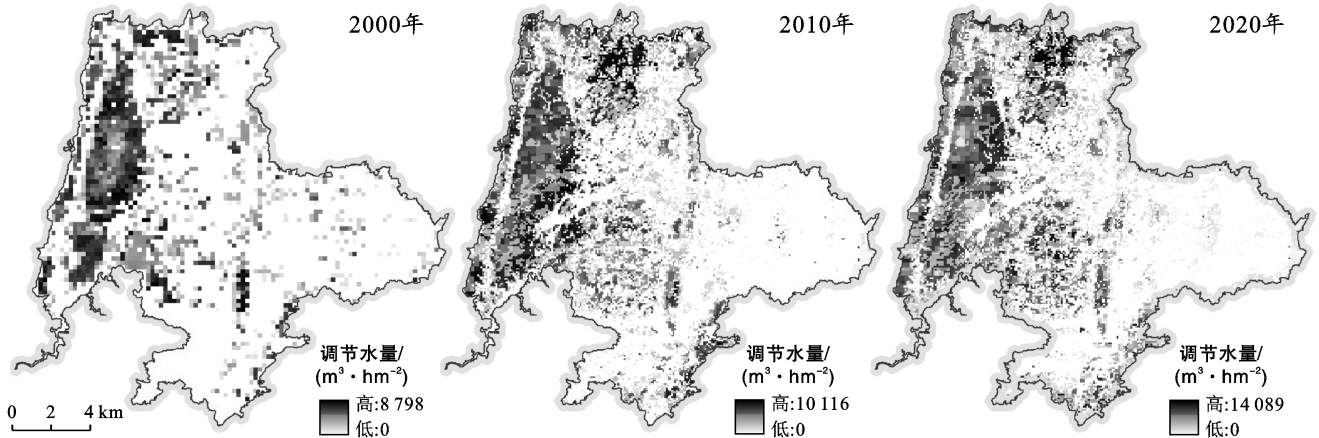 2000年
2010年
2020年
调节水量/
(m³·hm⁻²)
高:8 798
低:0
0 2 4 km
调节水量/
(m³·hm⁻²)
高:10 116
低:0
调节水量/
(m³·hm⁻²)
高:14 089
低:0